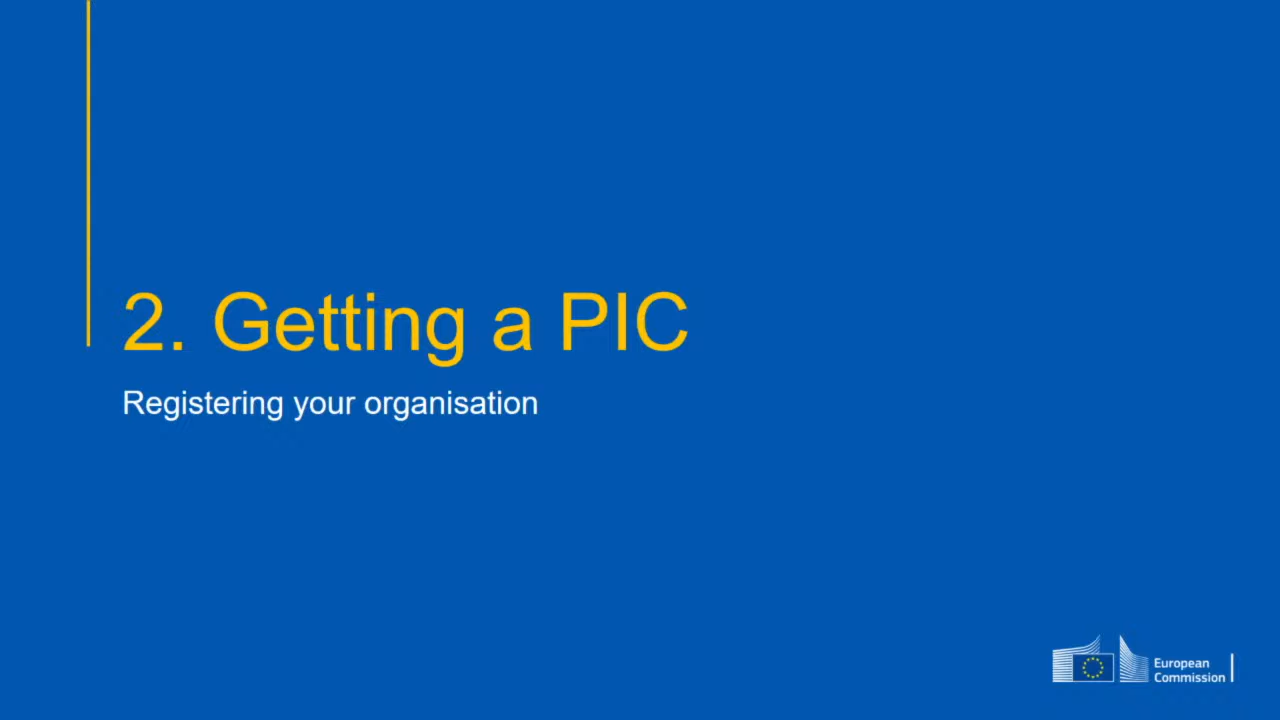 2. Getting a PIC
Registering your organisation
European
Commission